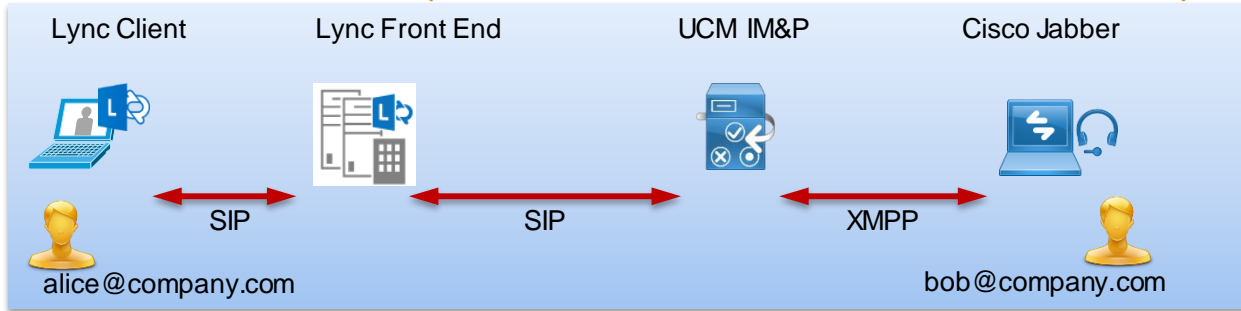 Lync Client Lync Front End UCM IM&P Cisco Jabber
L
L
SIP SIP XMPP
alice@company.com bob@company.com